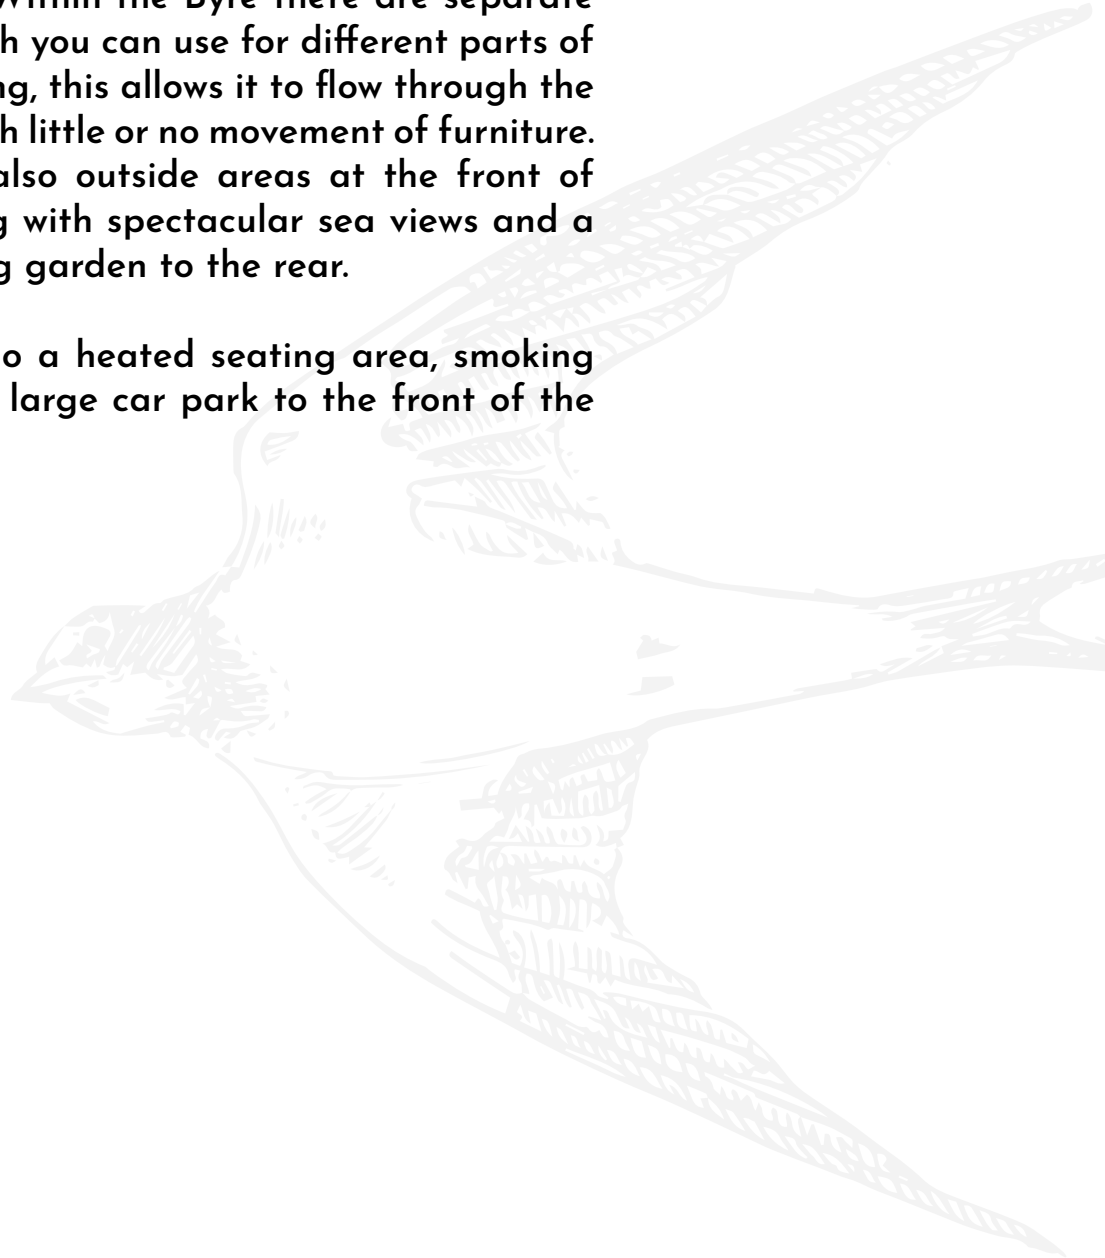 Within the Byre there are separate
h you can use for different parts of
ng, this allows it to flow through the
h little or no movement of furniture.
also outside areas at the front of
g with spectacular sea views and a
g garden to the rear.
o a heated seating area, smoking
large car park to the front of the